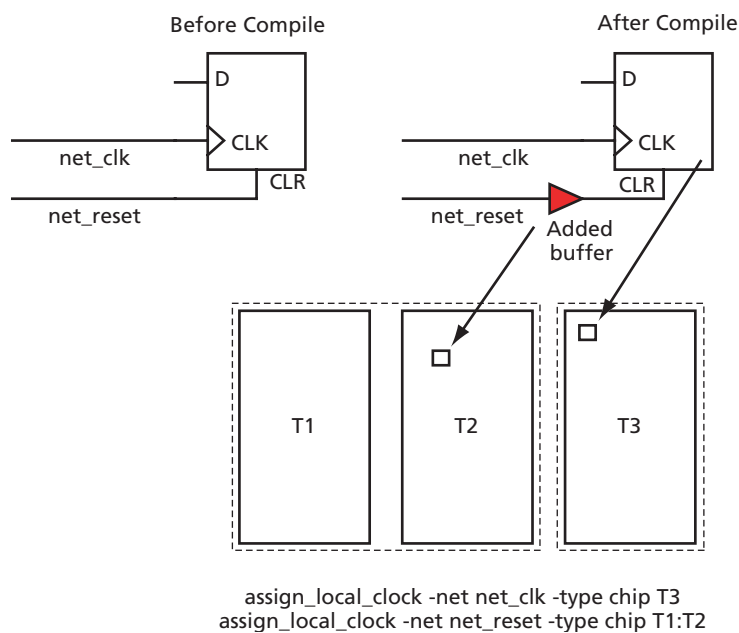 Before Compile
After Compile
D
D
CLK
CLK
net_clk
net_clk
CLR
CLR
net_reset
net_reset
Added
buffer
T1
T2
T3
assign_local_clock -net net_clk -type chip T3
assign_local_clock -net net_reset -type chip T1:T2